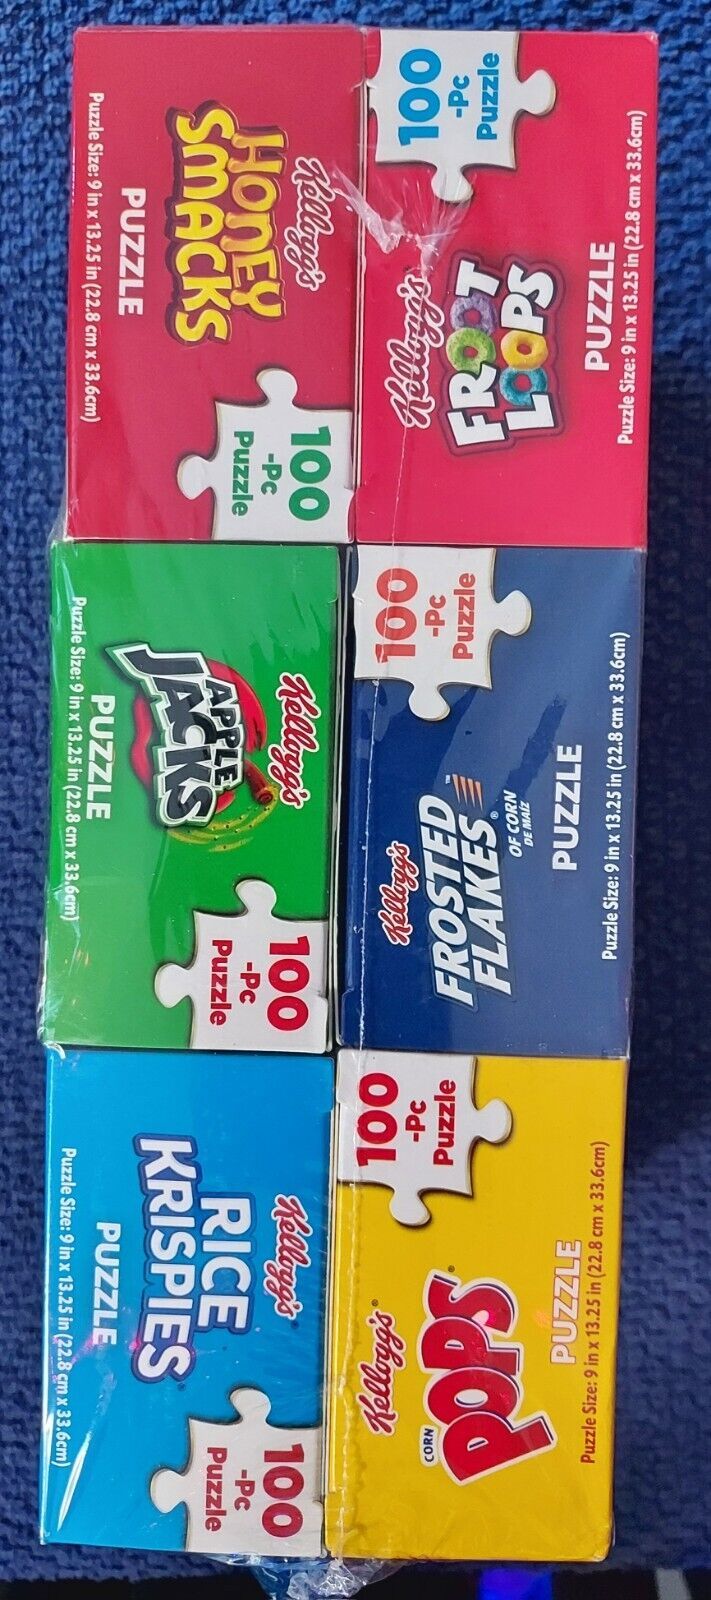 Kellogg's
HONEY
SMACKS
PUZZLE
Puzzle Size: 9 in x 13.25 in (22.8 cm x 33.6cm)
100
-Pc
Puzzle
100
-Pc
Puzzle
Kellogg's
FROOT
LOOPS
PUZZLE
Puzzle Size: 9 in x 13.25 in (22.8 cm x 33.6cm)
Kellogg's
APPLE
JACKS
PUZZLE
Puzzle Size: 9 in x 13.25 in (22.8 cm x 33.6cm)
100
-Pc
Puzzle
100
-Pc
Puzzle
Kellogg's
FROSTED
FLAKES®
OF CORN
DE MAÍZ
PUZZLE
Puzzle Size: 9 in x 13.25 in (22.8 cm x 33.6cm)
Kellogg's®
RICE
KRISPIES®
PUZZLE
Puzzle Size: 9 in x 13.25 in (22.8 cm x 33.6cm)
100
-Pc
Puzzle
100
-Pc
Puzzle
Kellogg's®
CORN
POPS®
PUZZLE
Puzzle Size: 9 in x 13.25 in (22.8 cm x 33.6cm)